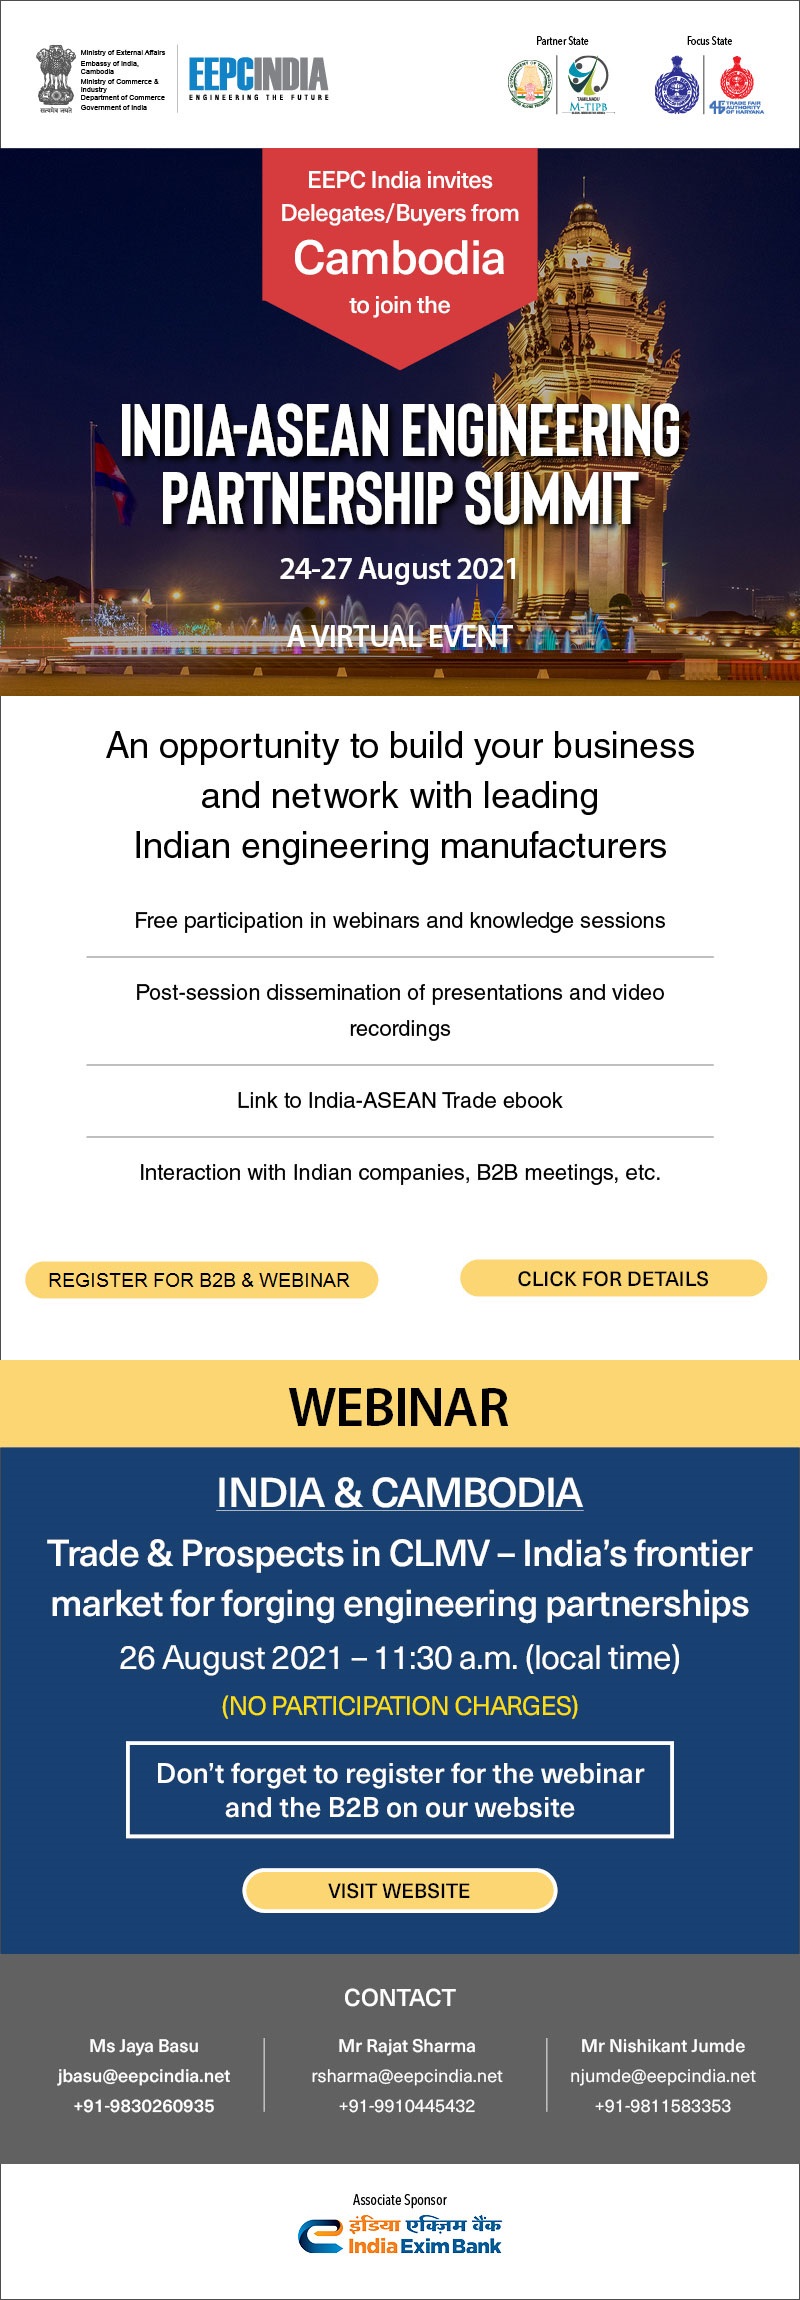 Ministry of External Affairs
Embassy of India,
Cambodia
Ministry of Commerce &
Industry
Department of Commerce
Government of India
सत्यमेव जयते
EEPCINDIA
ENGINEERING THE FUTURE
Partner State
TAMILNADU
M-TIPB
Focus State
TRADE FAIR
AUTHORITY
OF HARYANA
EEPC India invites
Delegates/Buyers from
Cambodia
to join the
INDIA-ASEAN ENGINEERING
PARTNERSHIP SUMMIT
24-27 August 2021
A VIRTUAL EVENT
An opportunity to build your business
and network with leading
Indian engineering manufacturers
Free participation in webinars and knowledge sessions
Post-session dissemination of presentations and video
recordings
Link to India-ASEAN Trade ebook
Interaction with Indian companies, B2B meetings, etc.
REGISTER FOR B2B & WEBINAR
CLICK FOR DETAILS
WEBINAR
INDIA & CAMBODIA
Trade & Prospects in CLMV – India’s frontier
market for forging engineering partnerships
26 August 2021 – 11:30 a.m. (local time)
(NO PARTICIPATION CHARGES)
Don’t forget to register for the webinar
and the B2B on our website
VISIT WEBSITE
CONTACT
Ms Jaya Basu
jbasu@eepcindia.net
+91-9830260935
Mr Rajat Sharma
rsharma@eepcindia.net
+91-9910445432
Mr Nishikant Jumde
njumde@eepcindia.net
+91-9811583353
Associate Sponsor
इंडिया एक्ज़िम बैंक
India Exim Bank